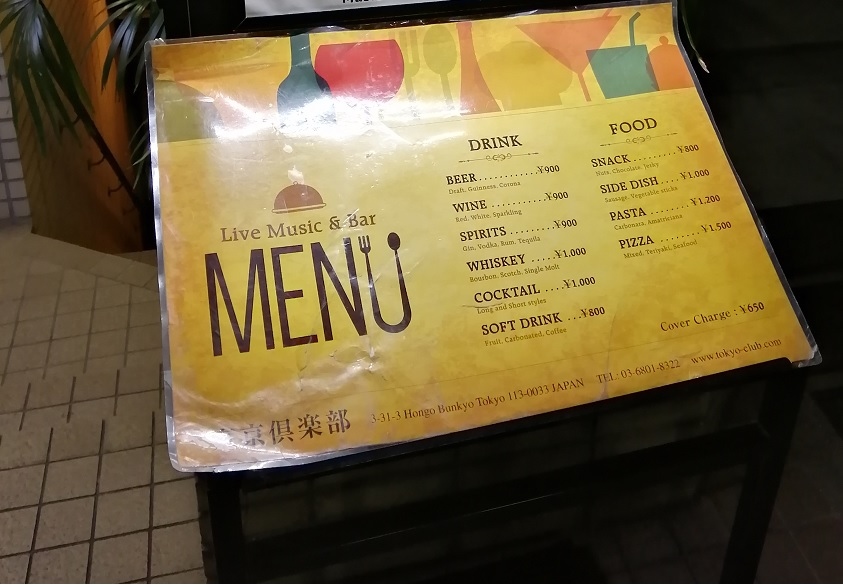 Live Music & Bar
MENU
DRINK
BEER..........¥900
Draft, Guinness, Corona
WINE ..........¥900
Red, White, Sparkling
SPIRITS ........¥900
Gin, Vodka, Rum, Tequila
WHISKEY .....¥1.000
Bourbon, Scotch, Single Molt
COCKTAIL ....¥1.000
Long and Short styles
SOFT DRINK ...¥800
Fruit, Carbonated, Coffee
FOOD
SNACK.........¥800
Nuts, Chocolate, Jerky
SIDE DISH....¥1.000
Sausage, Vegetable sticks
PASTA .......¥1.200
Carbonata, Amatriciana
PIZZA .......¥1.500
Mixed, Teriyaki, Seafood
Cover Charge : ¥650
京倶楽部 3-31-3 Hongo Bunkyo Tokyo 113-0033 JAPAN TEL: 03-6801-8322 www.tokyo-club.com